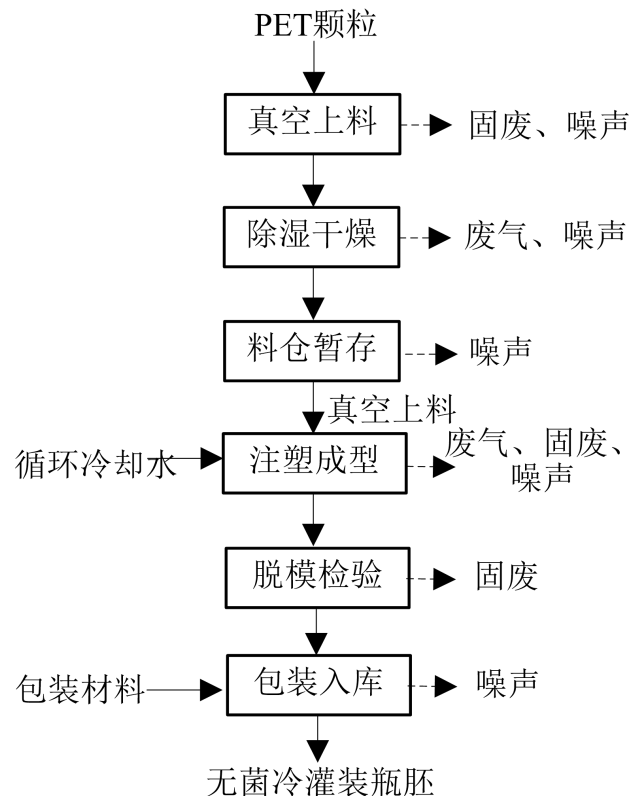 PET颗粒
真空上料
固废、噪声
除湿干燥
废气、噪声
料仓暂存
噪声
真空上料
循环冷却水
注塑成型
废气、固废、
噪声
脱模检验
固废
包装材料
包装入库
噪声
无菌冷灌装瓶胚